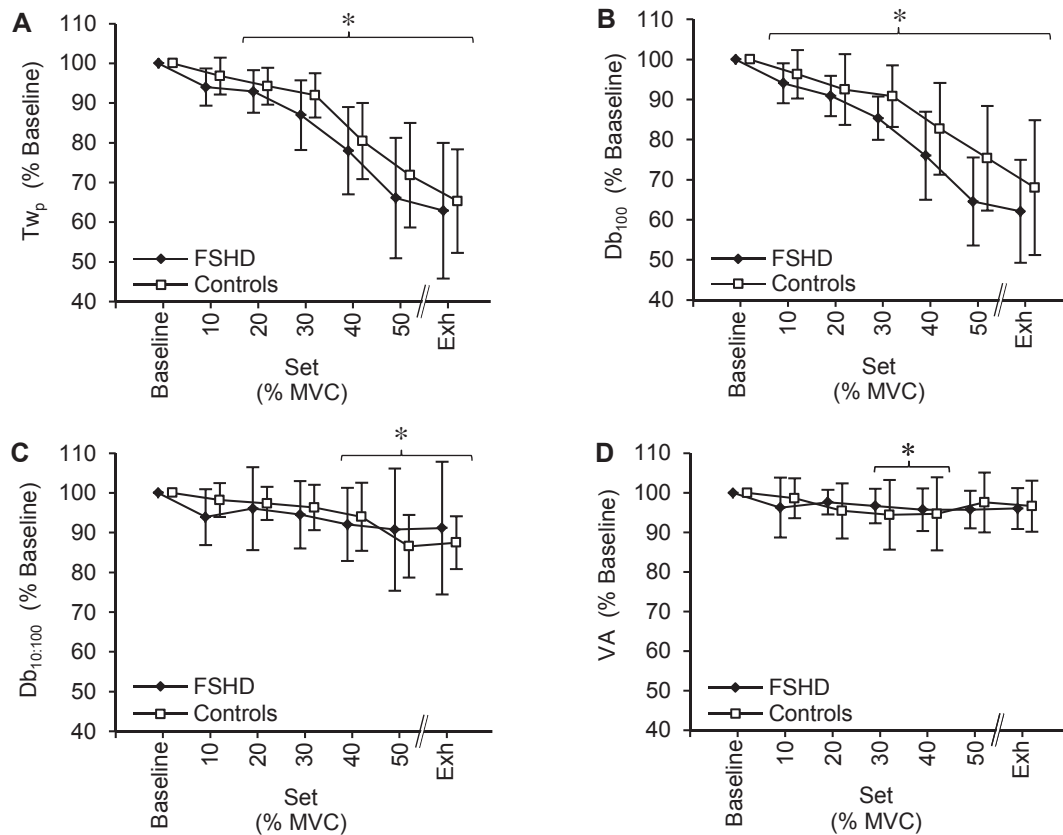 A
*
Twp (% Baseline)
110
100
90
80
70
60
50
40
FSHD
Controls
Baseline
10
20
30
40
50
Exh
Set
(% MVC)
B
*
Db100 (% Baaseline)
110
100
90
80
70
60
50
40
FSHD
Controls
Baseline
10
20
30
40
50
Exh
Set
(% MVC)
C
*
Db10:100 (% Baseline)
110
100
90
80
70
60
50
40
FSHD
Controls
Baseline
10
20
30
40
50
Exh
Set
(% MVC)
D
*
VA (% Baseline)
110
100
90
80
70
60
50
40
FSHD
Controls
Baseline
10
20
30
40
50
Exh
Set
(% MVC)